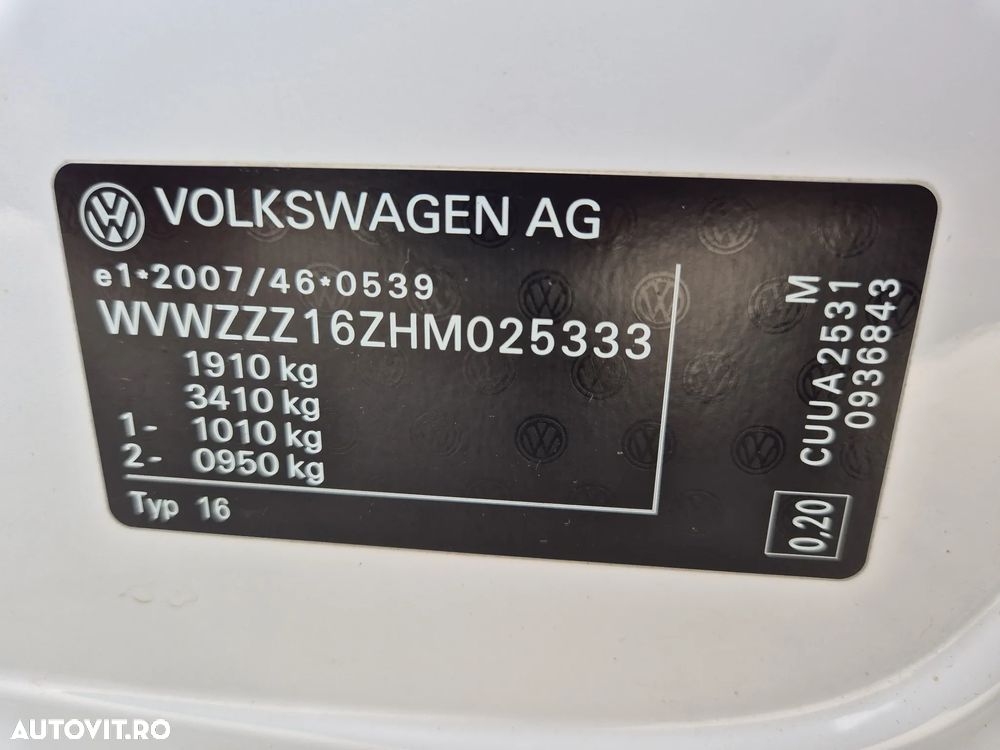 VOLKSWAGEN AG
e1*2007/46*0539
WVWZZZ16ZHM025333
1910 kg
3410 kg
1- 1010 kg
2- 0950 kg
Typ 16
M
CUUA2531
0936843
0,20
AUTOVIT.RO